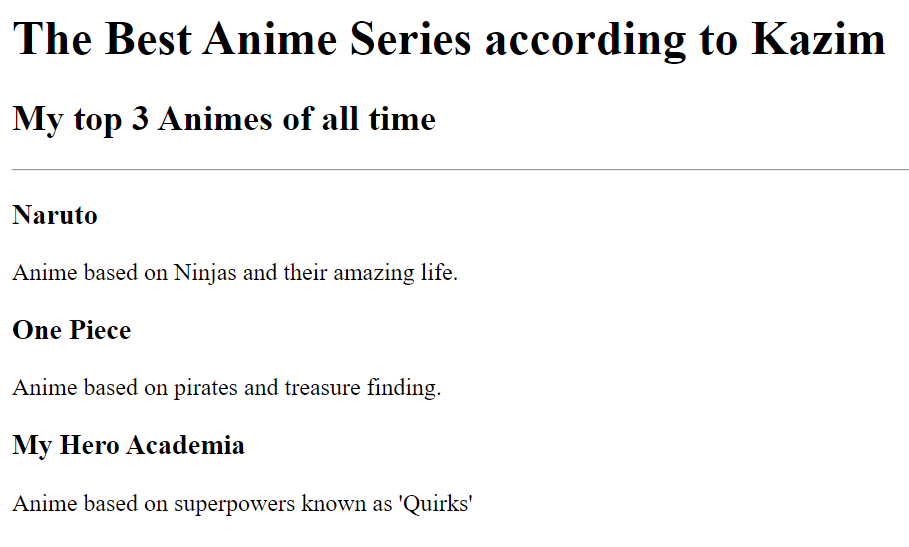 The Best Anime Series according to Kazim
My top 3 Animes of all time
Naruto
Anime based on Ninjas and their amazing life.
One Piece
Anime based on pirates and treasure finding.
My Hero Academia
Anime based on superpowers known as 'Quirks'